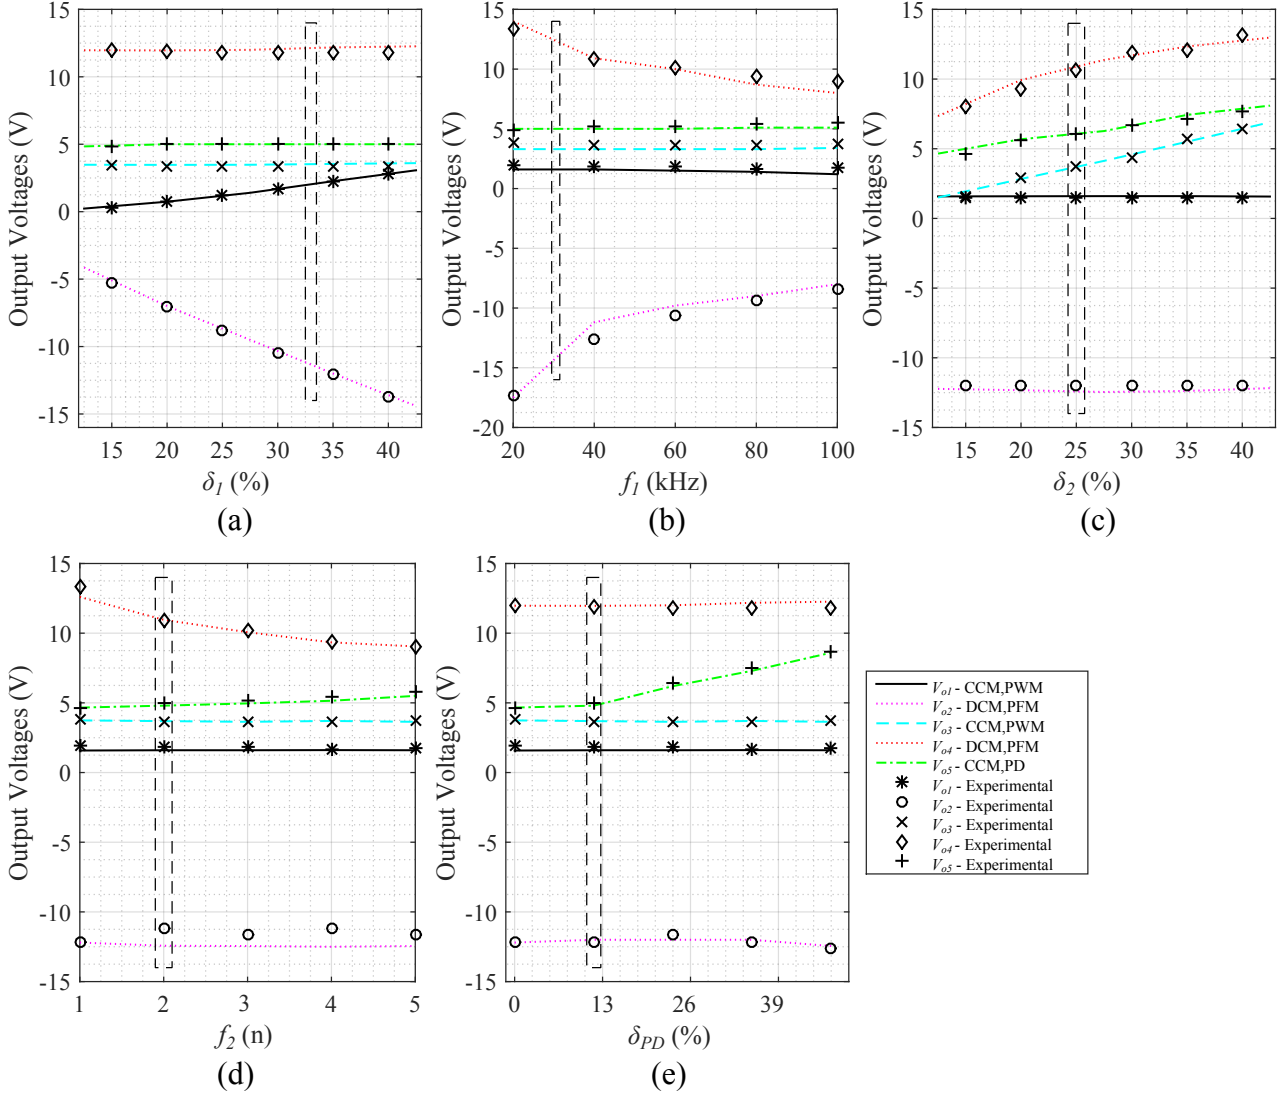 15
10
5
0
-5
-10
-15
Output Voltages (V)
15 20 25 30 35 40
δ1 (%)
(a)
15
10
5
0
-5
-10
-15
-20
Output Voltages (V)
20 40 60 80 100
f1 (kHz)
(b)
15
10
5
0
-5
-10
-15
Output Voltages (V)
15 20 25 30 35 40
δ2 (%)
(c)
15
10
5
0
-5
-10
-15
Output Voltages (V)
1 2 3 4 5
f2 (n)
(d)
15
10
5
0
-5
-10
-15
Output Voltages (V)
0 13 26 39
δPD (%)
(e)
Vo1 - CCM,PWM
Vo2 - DCM,PFM
Vo3 - CCM,PWM
Vo4 - DCM,PFM
Vo5 - CCM,PD
Vo1 - Experimental
Vo2 - Experimental
Vo3 - Experimental
Vo4 - Experimental
Vo5 - Experimental